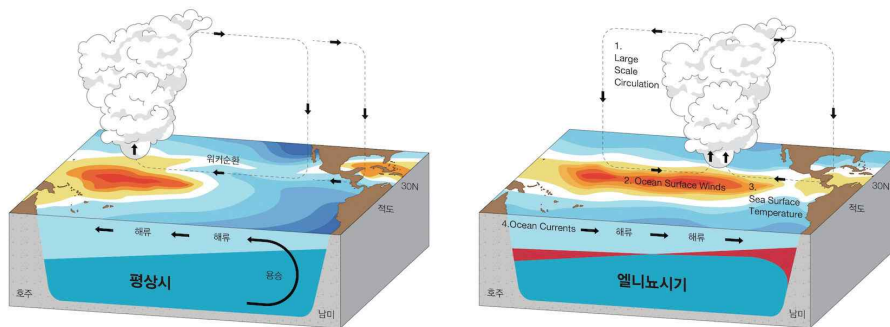 워커순환
30N
적도
해류
해류
용승
평상시
호주
남미
1.
Large
Scale
Circulation
2. Ocean Surface Winds
3.
Sea Surface
Temperature
30N
적도
4.Ocean Currents
해류
해류
엘니뇨시기
호주
남미